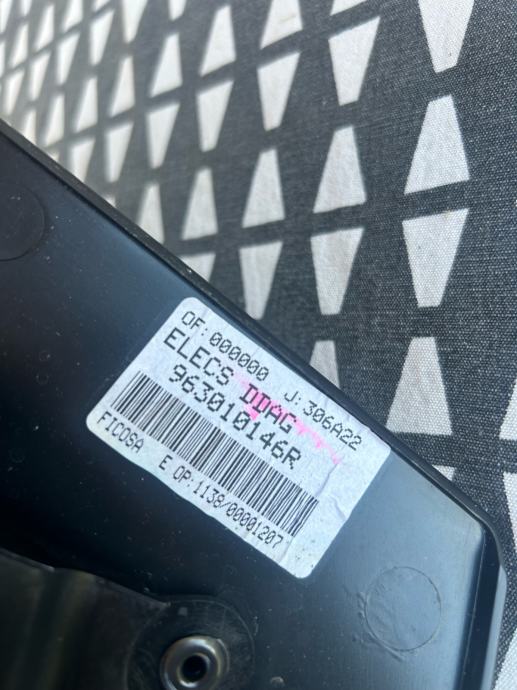 OF: 000000 J: 306A22
ELECS DDAG
963010146R
FICOSA E OP: 1138/00001207